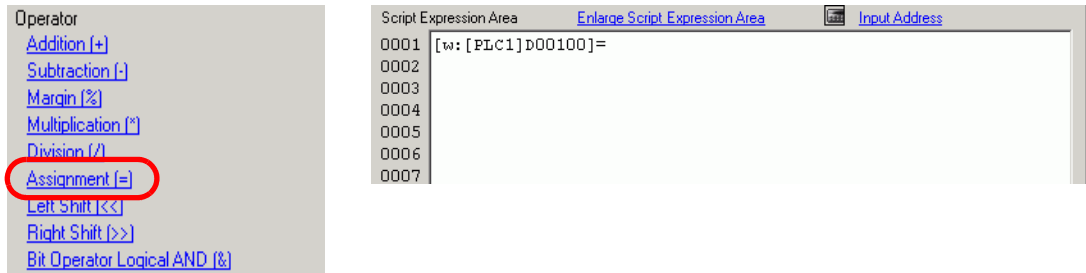 Operator
Addition (+)
Subtraction (-)
Margin (%)
Multiplication (*)
Division (/)
Assignment (=)
Left Shift (<<)
Right Shift (>>)
Bit Operator Logical AND (&)
Script Expression Area Enlarge Script Expression Area Input Address
0001 [w:[PLC1]D00100]=
0002
0003
0004
0005
0006
0007